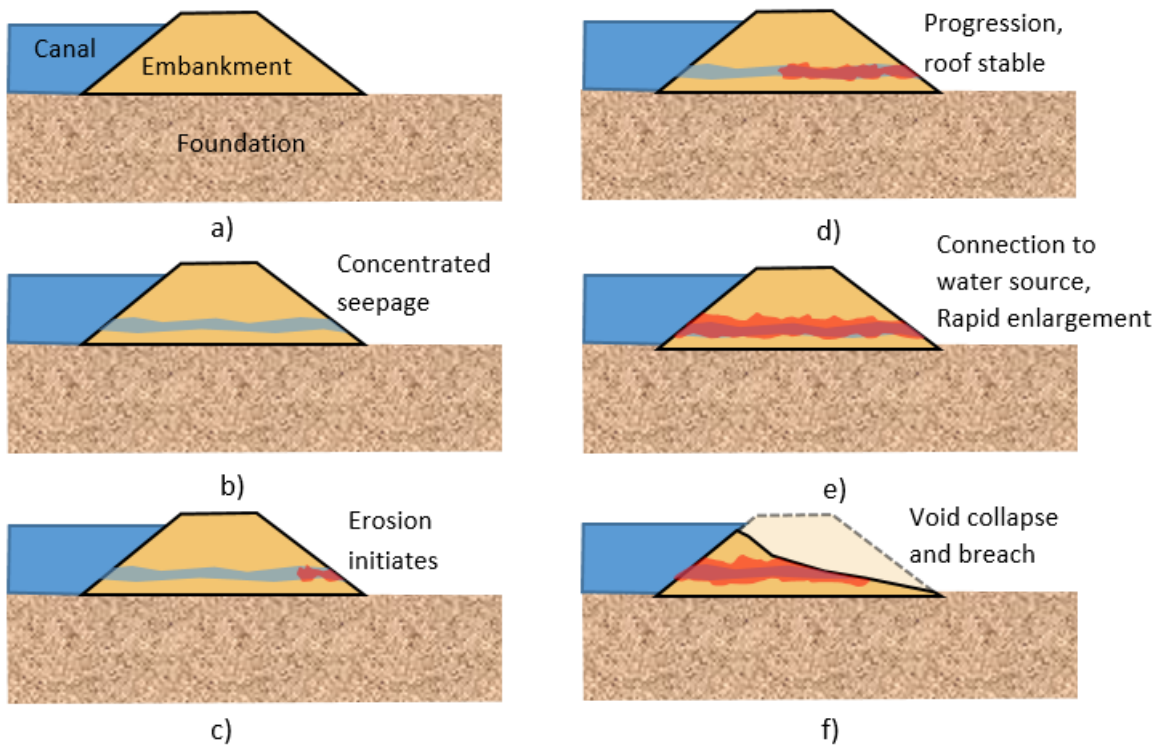 Canal
Embankment
Foundation
a)
Concentrated
seepage
b)
Erosion
initiates
c)
Progression,
roof stable
d)
Connection to
water source,
Rapid enlargement
e)
Void collapse
and breach
f)